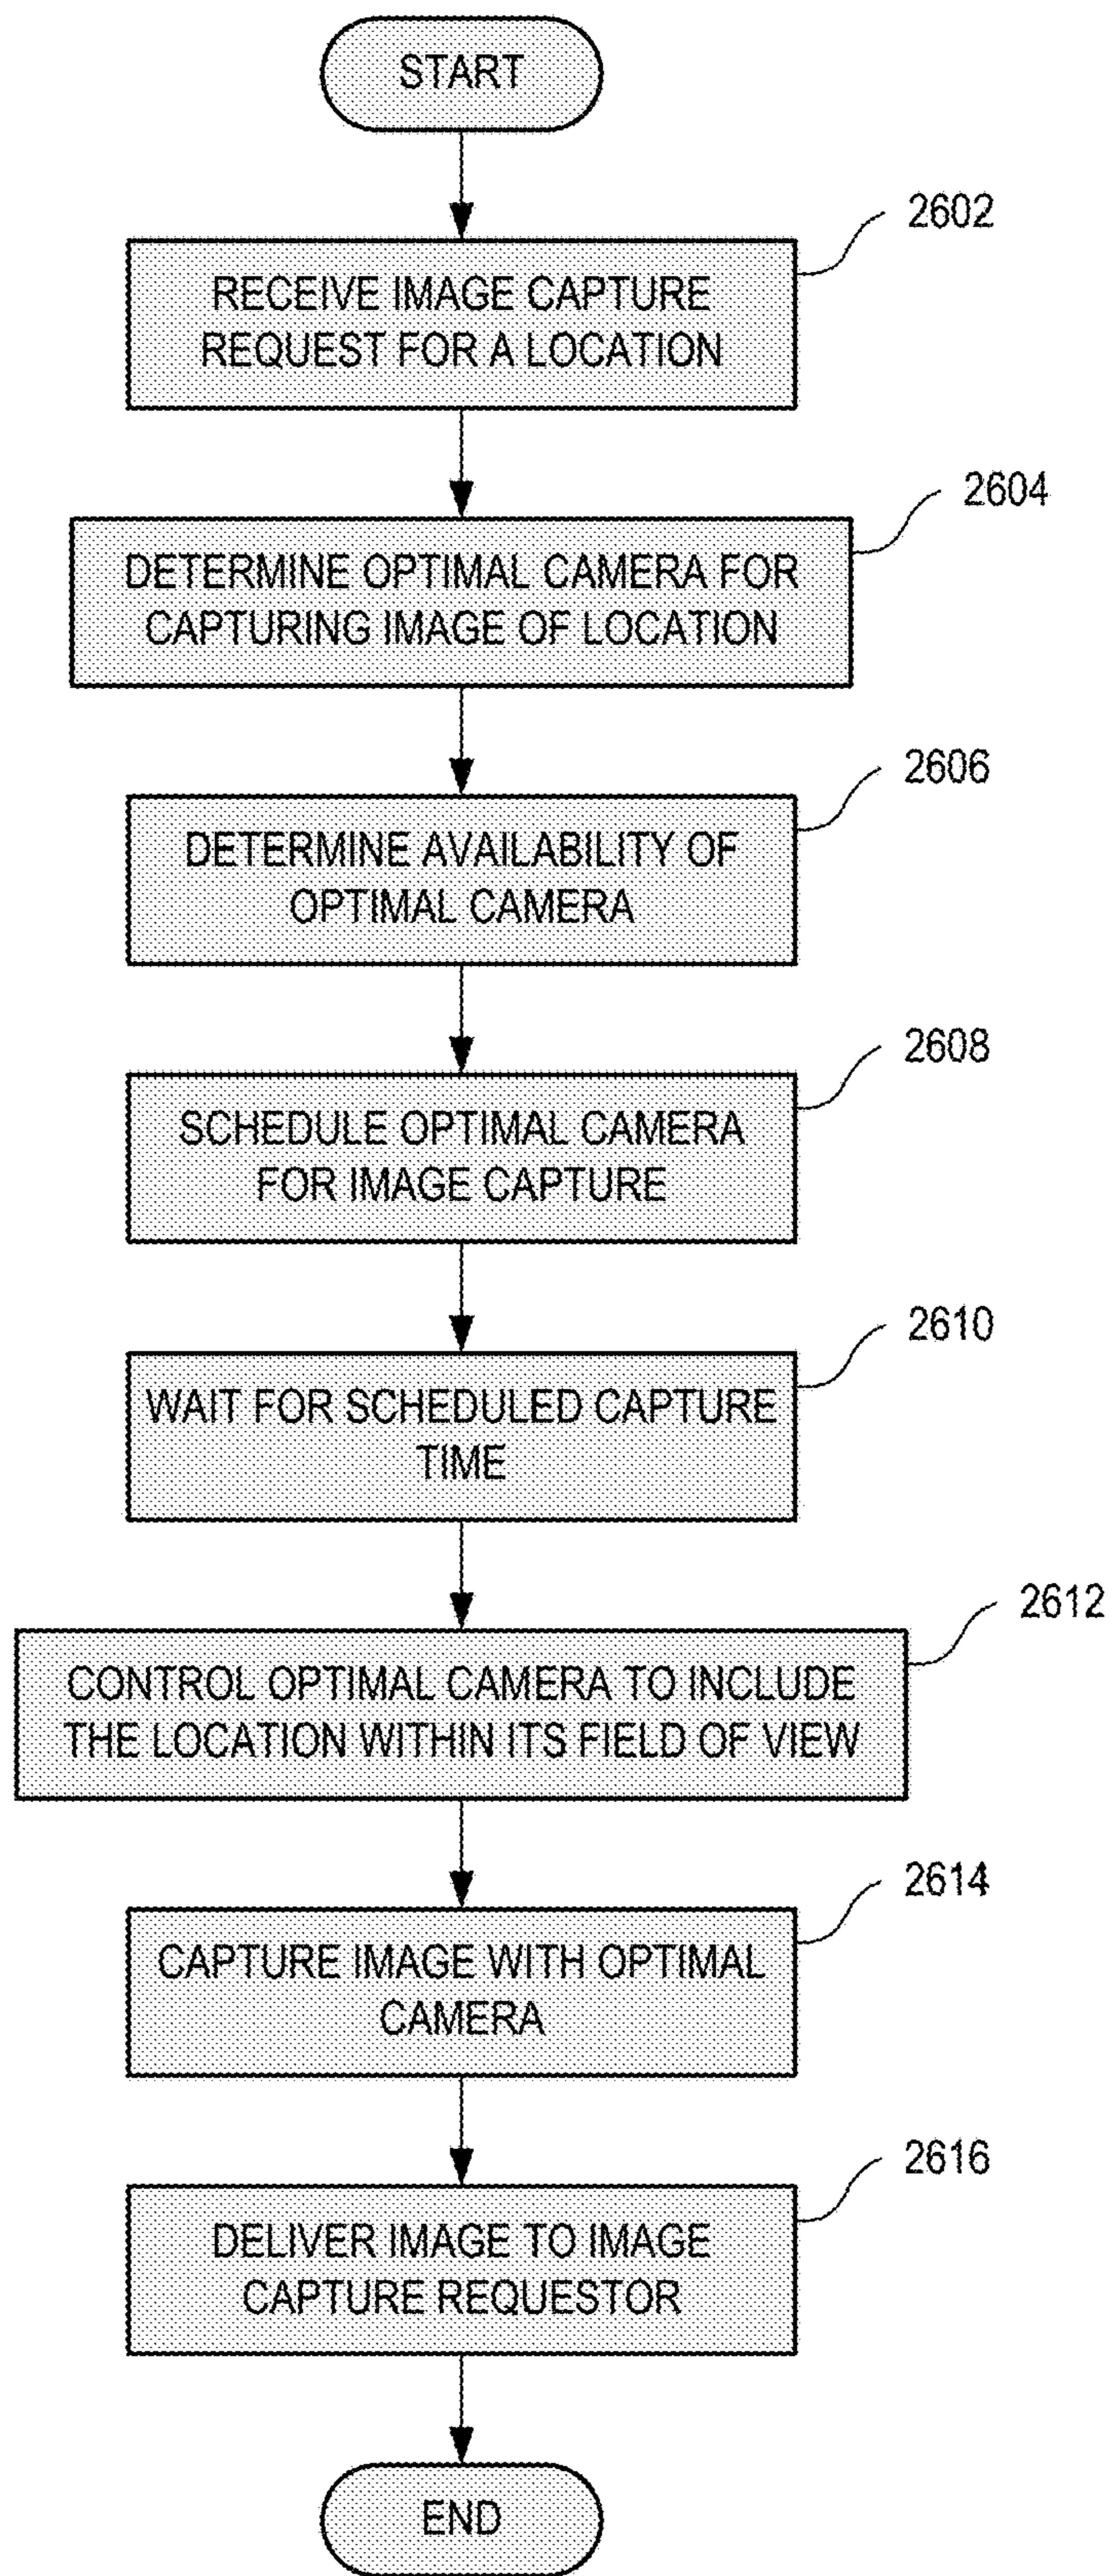 START
2602
RECEIVE IMAGE CAPTURE
REQUEST FOR A LOCATION
2604
DETERMINE OPTIMAL CAMERA FOR
CAPTURING IMAGE OF LOCATION
2606
DETERMINE AVAILABILITY OF
OPTIMAL CAMERA
2608
SCHEDULE OPTIMAL CAMERA
FOR IMAGE CAPTURE
2610
WAIT FOR SCHEDULED CAPTURE
TIME
2612
CONTROL OPTIMAL CAMERA TO INCLUDE
THE LOCATION WITHIN ITS FIELD OF VIEW
2614
CAPTURE IMAGE WITH OPTIMAL
CAMERA
2616
DELIVER IMAGE TO IMAGE
CAPTURE REQUESTOR
END